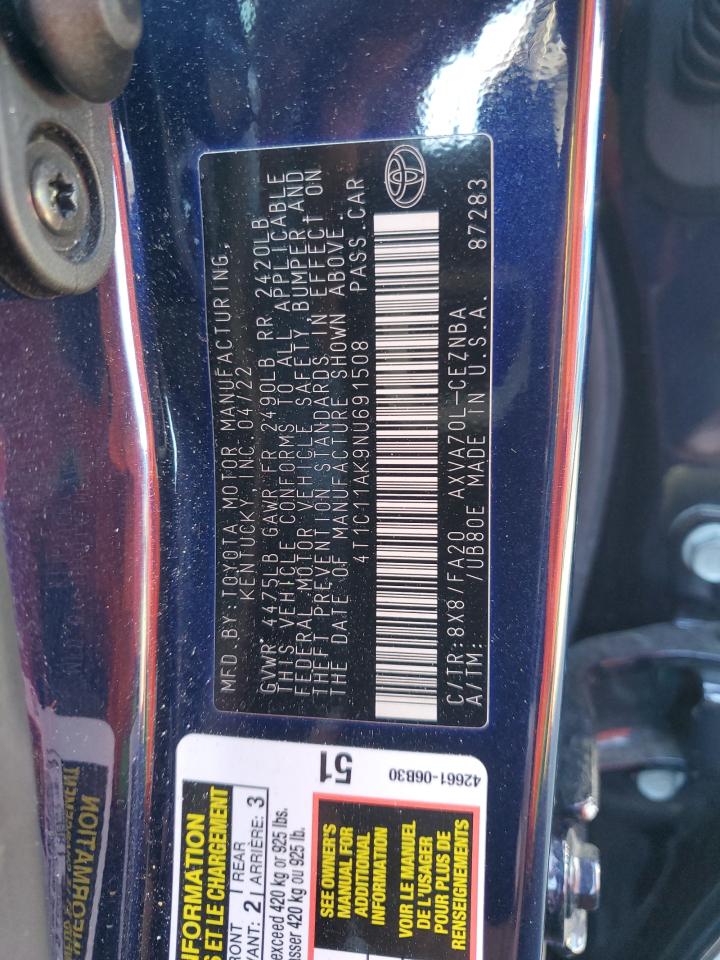 MFD.BY:TOYOTA MOTOR MANUFACTURING,
KENTUCKY, INC. 04/22
GVWR 4475LB GAWR FR 2490LB RR 2420LB
THIS VEHICLE CONFORMS TO ALL APPLICABLE
FEDERAL MOTOR VEHICLE SAFETY, BUMPER, AND
THEFT PREVENTION STANDARDS IN EFFECT ON
THE DATE OF MANUFACTURE SHOWN ABOVE.
4T1C11AK9NU691508 PASS. CAR
C/TR: 8X8/FA20 AXVA70L-CEZNBA
A/TM: /UB80E MADE IN U.S.A. 87283
INFORMATION
S ET LE CHARGEMENT
RONT 2 REAR 3
VANT: ARRIÈRE:
exceed 420 kg or 925 lbs.
sser 420 kg ou 925 lb.
SEE OWNER'S
MANUAL FOR
ADDITIONAL
INFORMATION
VOIR LE MANUEL
DE L'USAGER
POUR PLUS DE
RENSEIGNEMENTS
51
42661-06B30